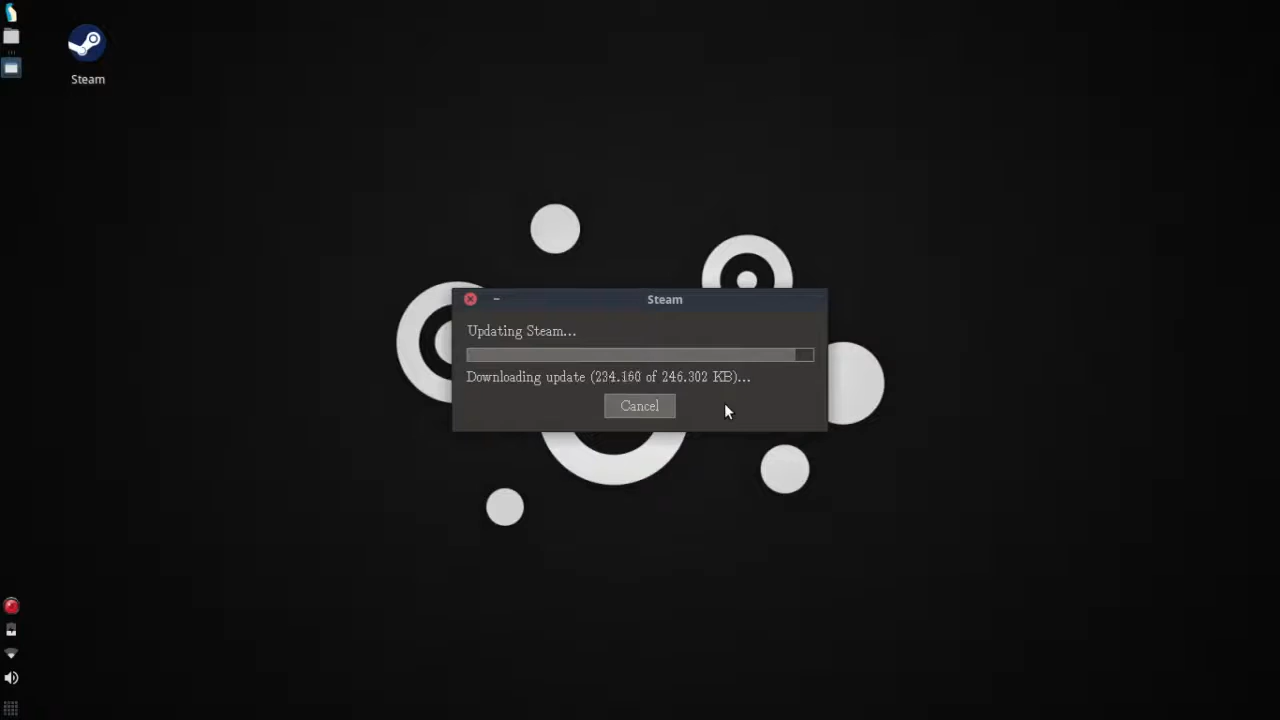 Steam
Steam
Updating Steam...
Downloading update (234.160 of 246.302 KB)...
Cancel